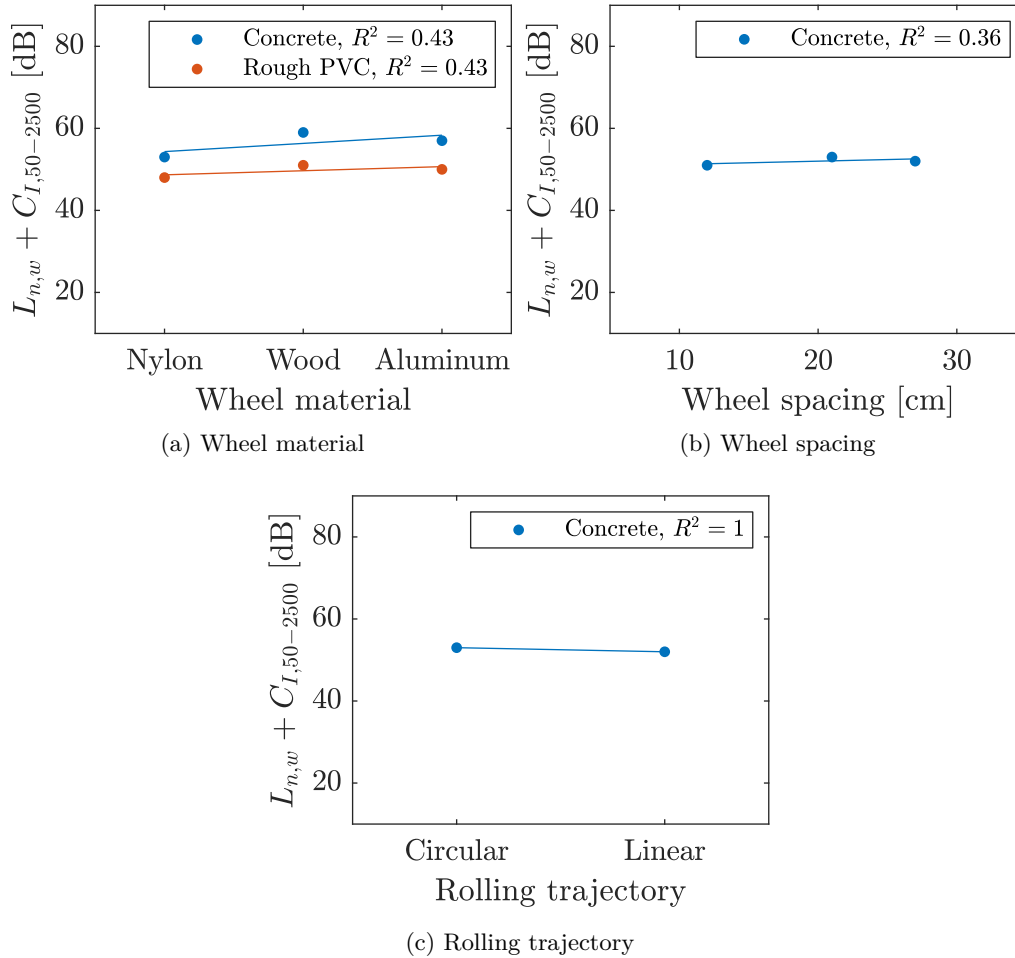 Concrete, R² = 0.43
Rough PVC, R² = 0.43
L_{n,w} + C_{I,50−2500} [dB]
80
60
40
20
Nylon Wood Aluminum
Wheel material
(a) Wheel material
Concrete, R² = 0.36
L_{n,w} + C_{I,50−2500} [dB]
80
60
40
20
10 20 30
Wheel spacing [cm]
(b) Wheel spacing
Concrete, R² = 1
L_{n,w} + C_{I,50−2500} [dB]
80
60
40
20
Circular Linear
Rolling trajectory
(c) Rolling trajectory